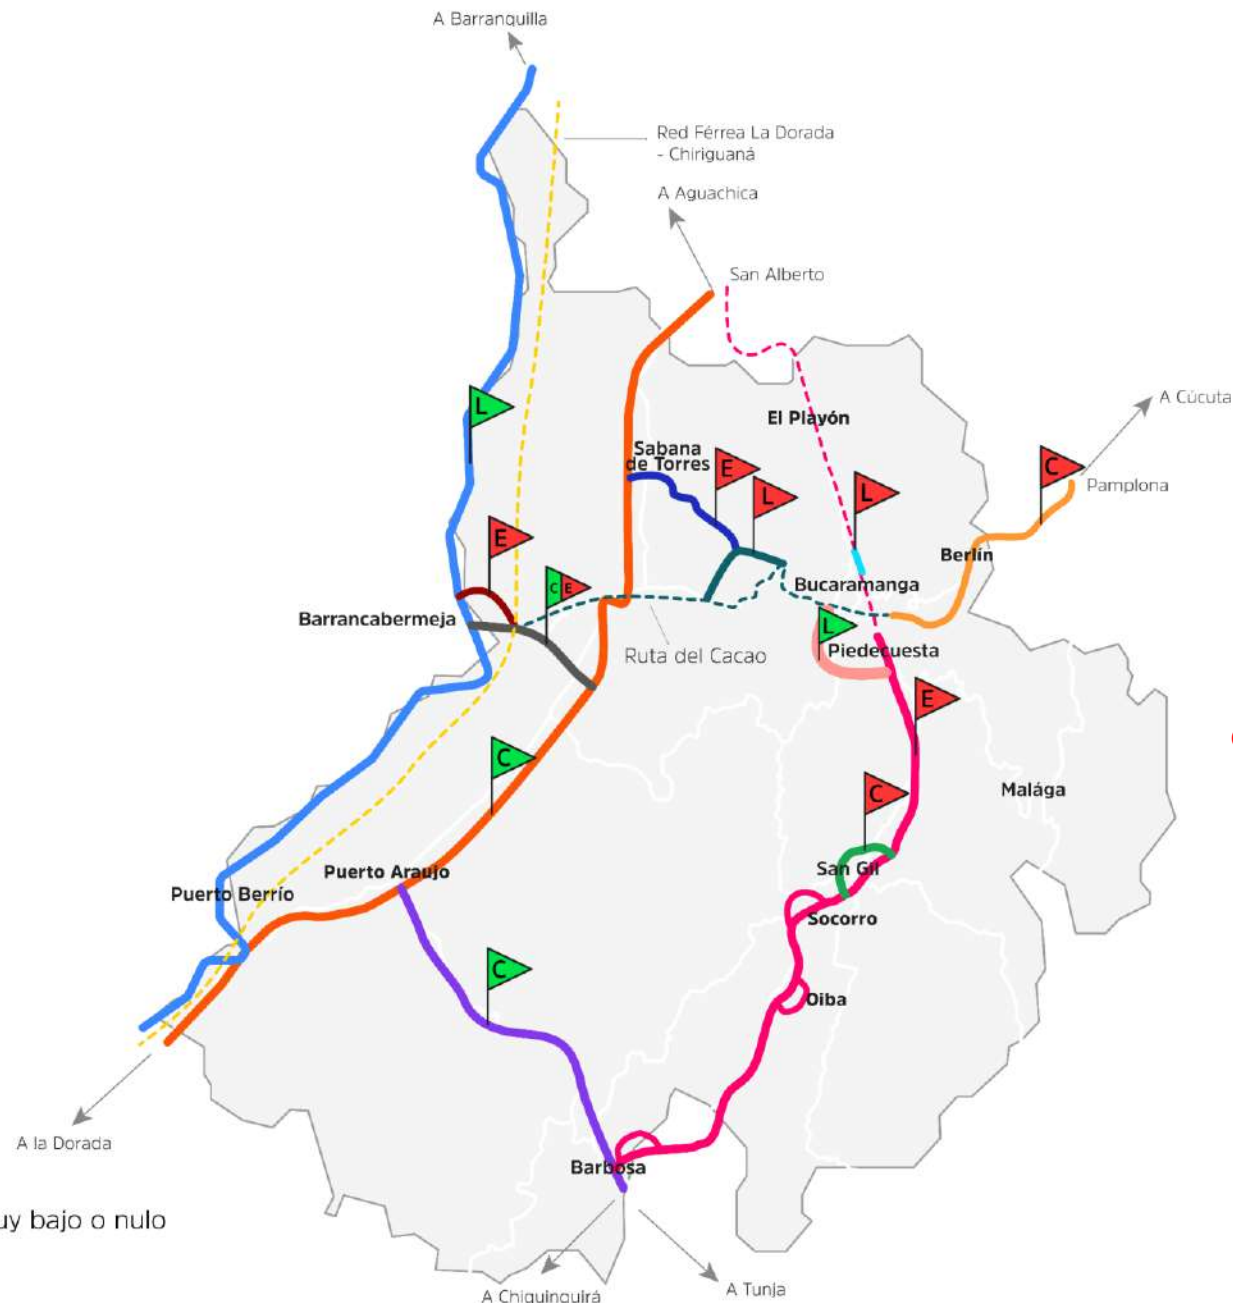 A Barranquilla
Red Férrea La Dorada
- Chiriguaná
A Aguachica
San Alberto
A Cúcuta
L
El Playón
Sabana
de Torres
E
L
L
C
Pamplona
E
C E
Berlín
Bucaramanga
Barrancabermeja
L
Ruta del Cacao
Piedecuesta
E
C
C
Malága
Puerto Araujo
San Gil
Puerto Berrío
Socorro
C
Oiba
A la Dorada
Barbosa
bajo o nulo
A Chiquinquirá
A Tunja